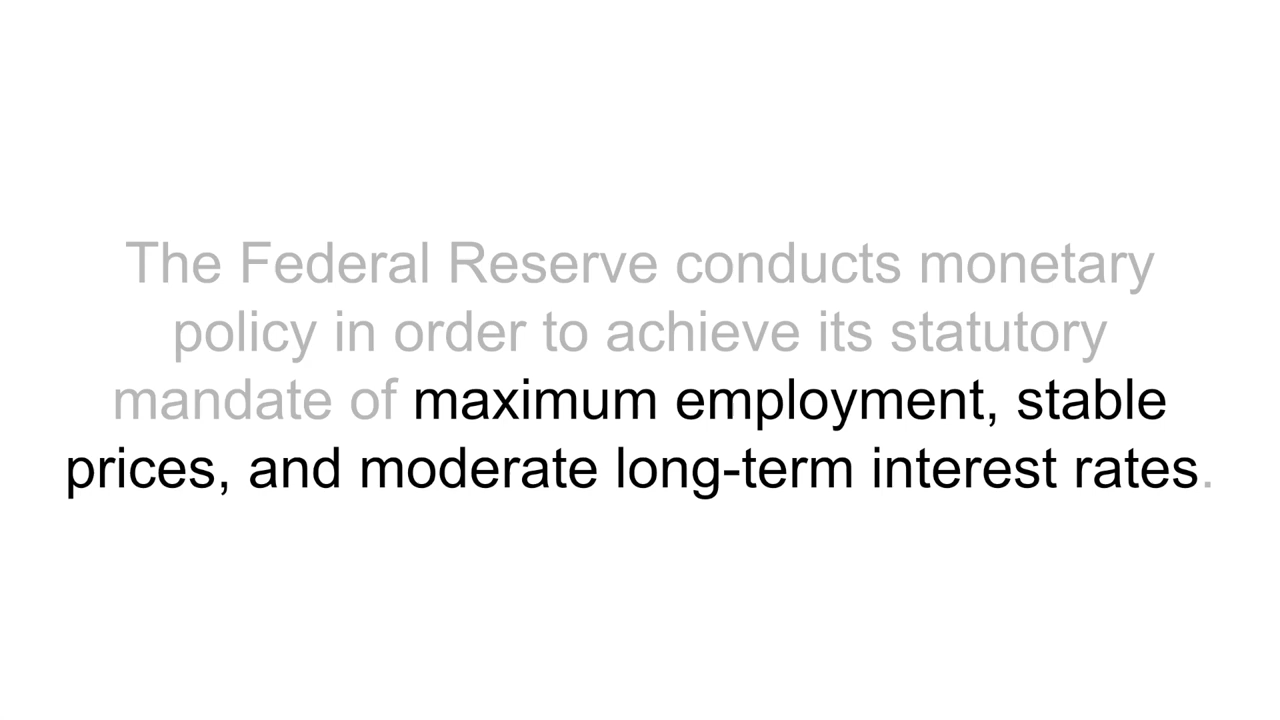 The Federal Reserve conducts monetary
policy in order to achieve its statutory
mandate of maximum employment, stable
prices, and moderate long-term interest rates.